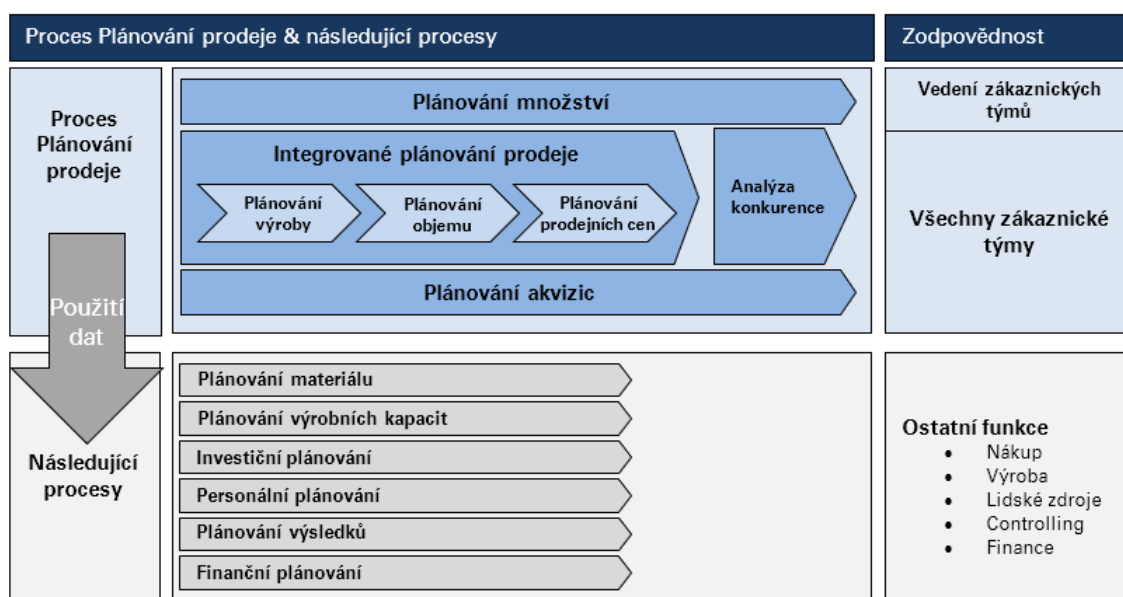 Proces Plánování prodeje & následující procesy
Zodpovědnost
Proces
Plánování
prodeje
Plánování množství
Integrované plánování prodeje
Plánování
výroby
Plánování
objemu
Plánování
prodejních cen
Analýza
konkurence
Plánování akvizic
Vedení zákaznických
týmů
Všechny zákaznické
týmy
Použití
dat
Následující
procesy
Plánování materiálu
Plánování výrobních kapacit
Investiční plánování
Personální plánování
Plánování výsledků
Finanční plánování
Ostatní funkce
• Nákup
• Výroba
• Lidské zdroje
• Controlling
• Finance